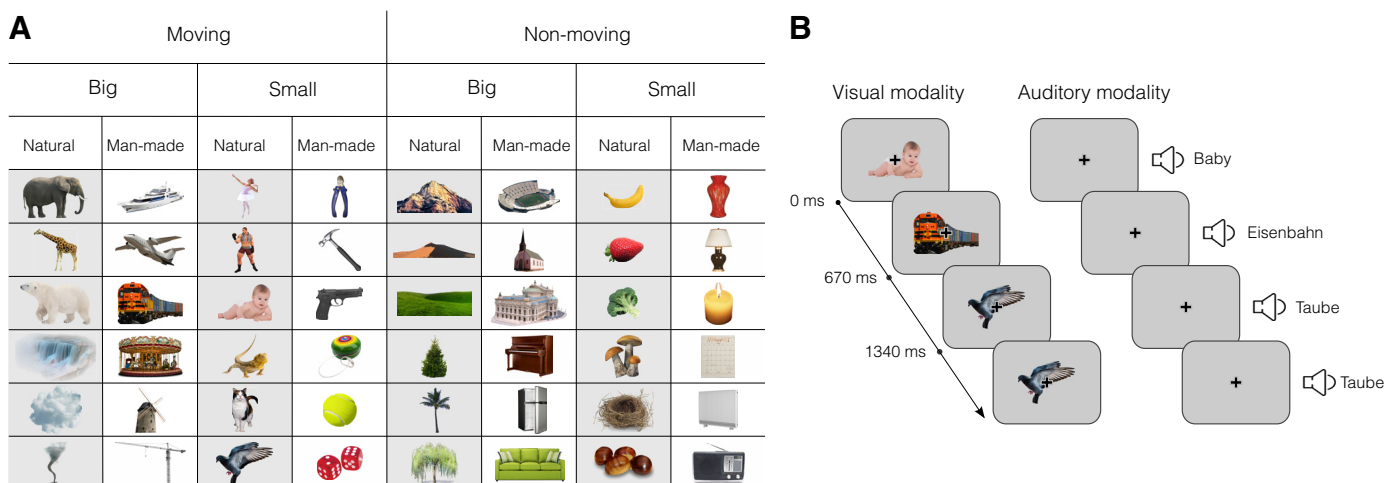 A
Moving
Non-moving
Big
Small
Big
Small
Natural
Man-made
Natural
Man-made
Natural
Man-made
Natural
Man-made
B
Visual modality
Auditory modality
0 ms
670 ms
1340 ms
Baby
Eisenbahn
Taube
Taube